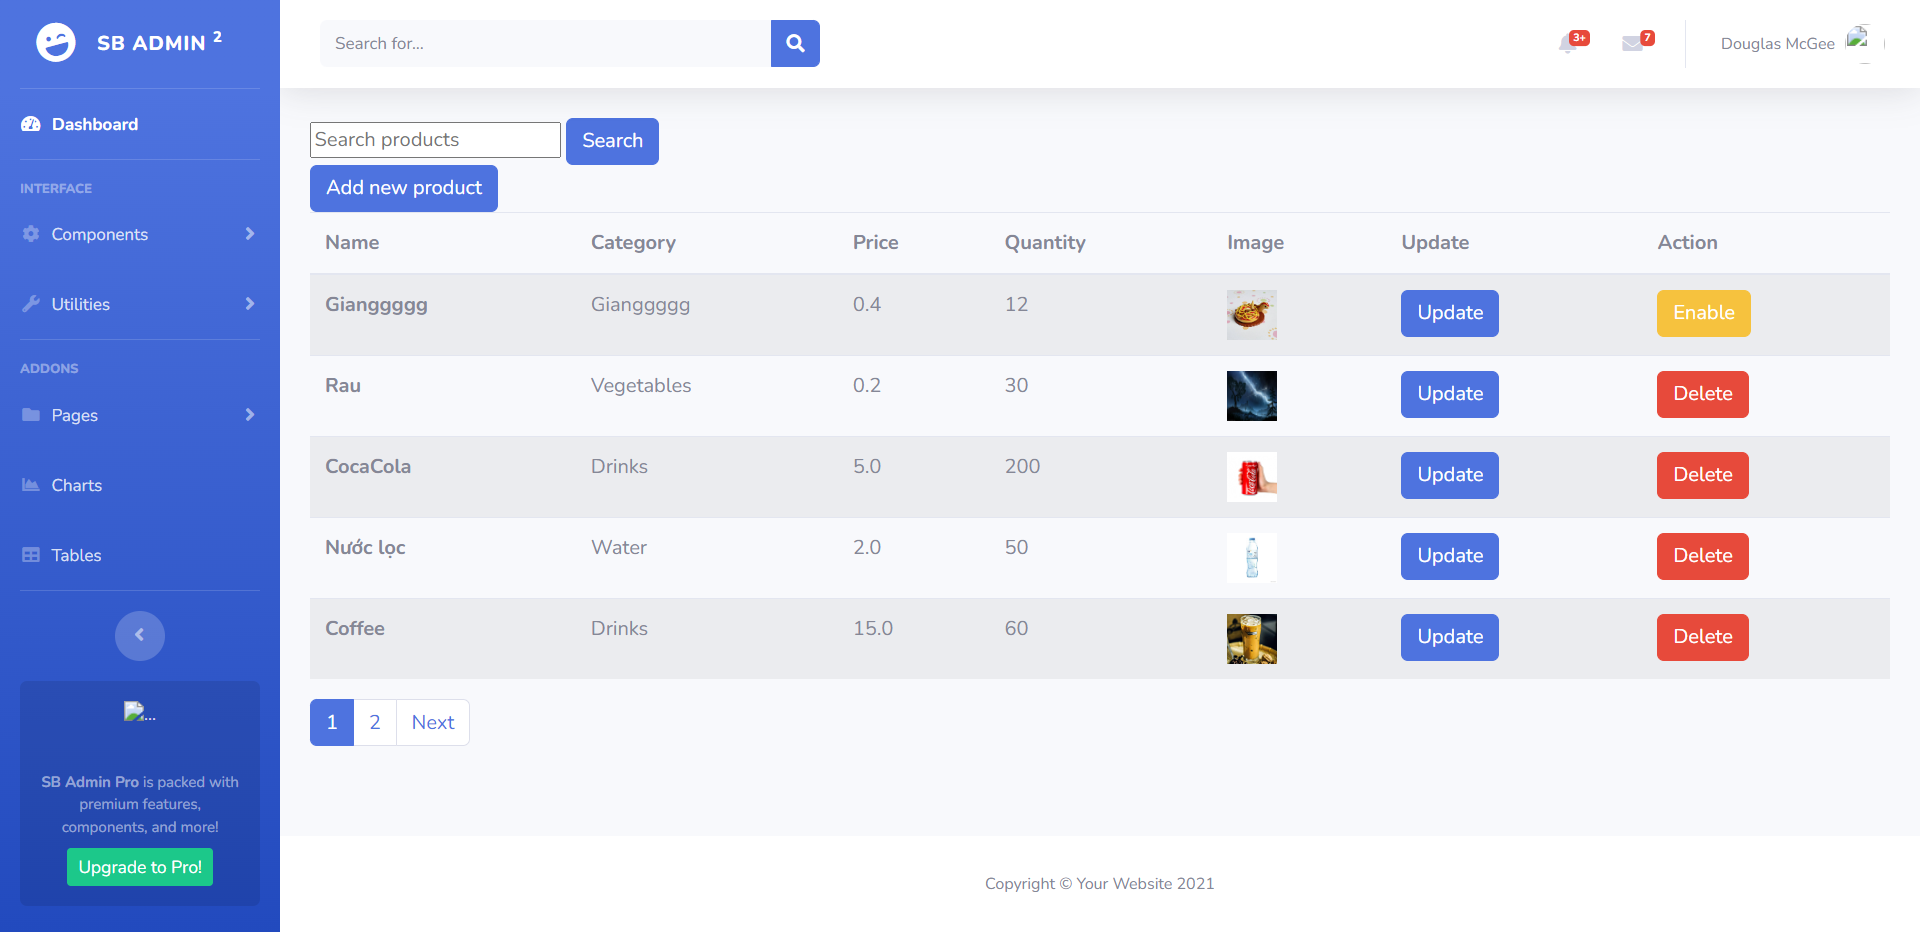 SB ADMIN 2
Search for...
3+
7
Douglas McGee
Dashboard
INTERFACE
Components
Utilities
ADDONS
Pages
Charts
Tables
...
SB Admin Pro is packed with
premium features,
components, and more!
Upgrade to Pro!
Search products
Search
Add new product
Name Category Price Quantity Image Update Action
Gianggggg Gianggggg 0.4 12 Update Enable
Rau Vegetables 0.2 30 Update Delete
CocaCola Drinks 5.0 200 Update Delete
Nước lọc Water 2.0 50 Update Delete
Coffee Drinks 15.0 60 Update Delete
1 2 Next
Copyright © Your Website 2021